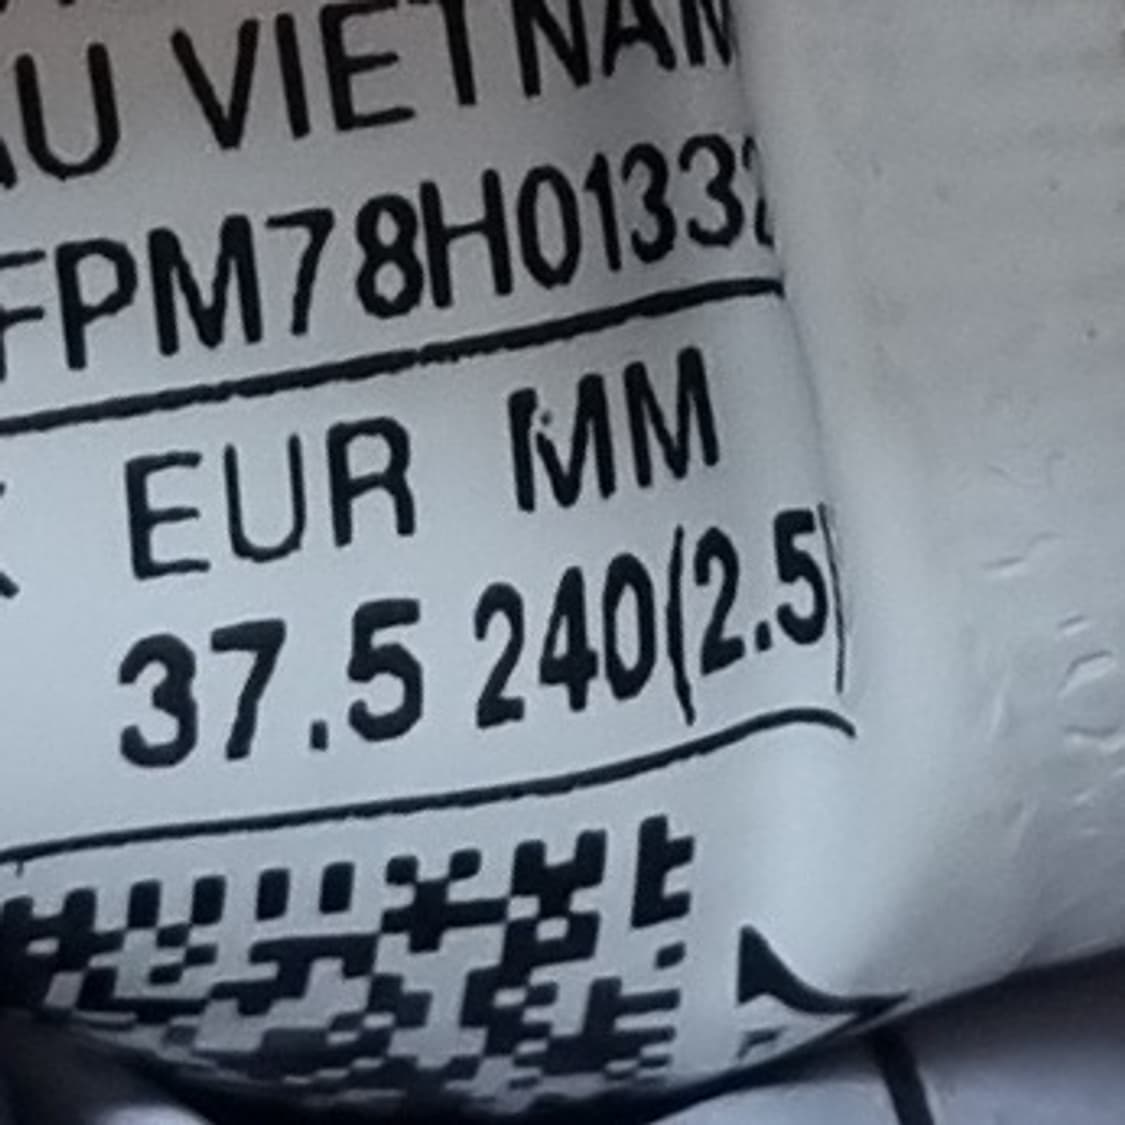 U VIETNAM
FPM78H0133
EUR MM
37.5 240(2.5)